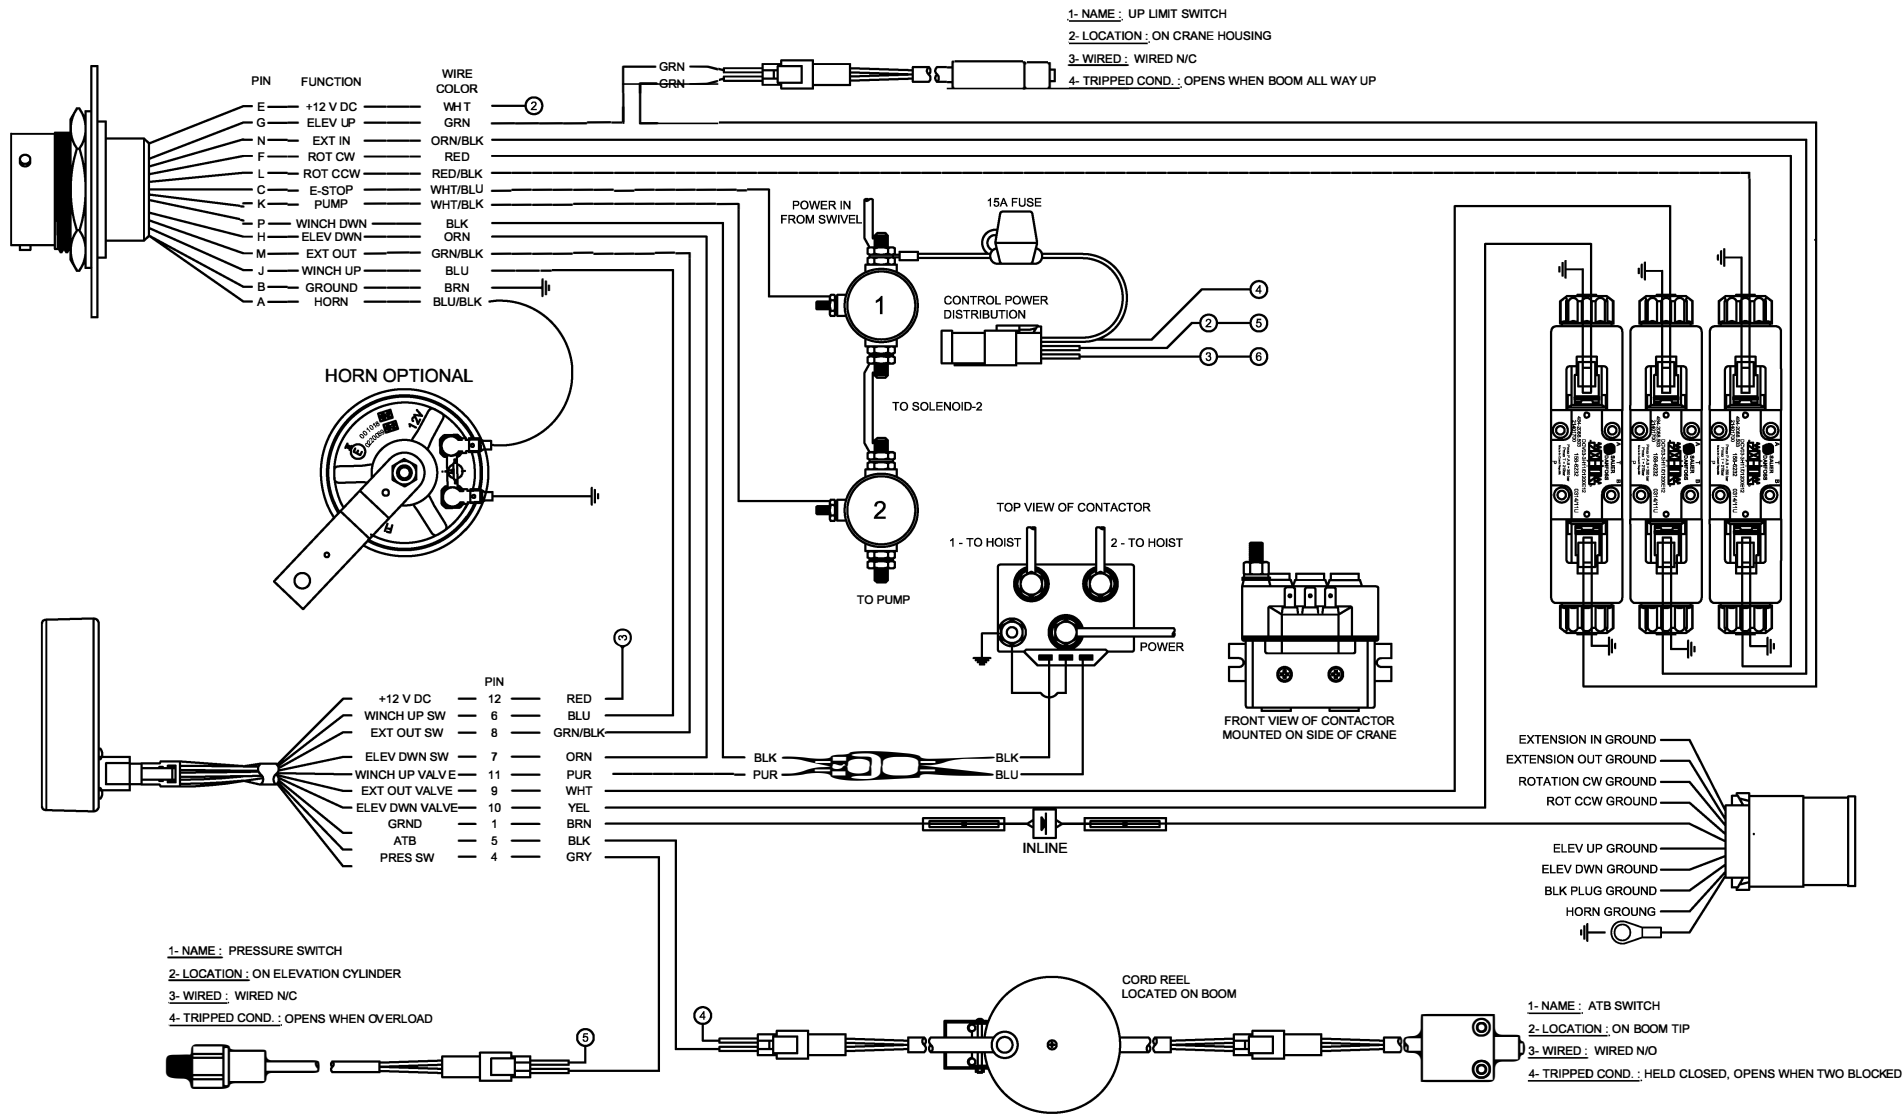 1- NAME : UP LIMIT SWITCH
2- LOCATION : ON CRANE HOUSING
3- WIRED : WIRED N/C
4- TRIPPED COND. : OPENS WHEN BOOM ALL WAY UP
GRN
GRN
PIN FUNCTION WIRE COLOR
E +12 V DC WHT 2
G ELEV UP GRN
N EXT IN ORN/BLK
F ROT CW RED
L ROT CCW RED/BLK
C E-STOP WHT/BLU
K PUMP WHT/BLK
P WINCH DWN BLK
H ELEV DWN ORN
M EXT OUT GRN/BLK
J WINCH UP BLU
B GROUND BRN
A HORN BLU/BLK
POWER IN
FROM SWIVEL
15A FUSE
1
CONTROL POWER
DISTRIBUTION
4
2 5
3 6
TO SOLENOID-2
2
TO PUMP
HORN OPTIONAL
12V
TOP VIEW OF CONTACTOR
1 - TO HOIST
2 - TO HOIST
POWER
FRONT VIEW OF CONTACTOR
MOUNTED ON SIDE OF CRANE
SAUER
DANFOSS
SAUER
DANFOSS
SAUER
DANFOSS
3
PIN
+12 V DC 12 RED
WINCH UP SW 6 BLU
EXT OUT SW 8 GRN/BLK
ELEV DWN SW 7 ORN
WINCH UP VALVE 11 PUR
EXT OUT VALVE 9 WHT
ELEV DWN VALVE 10 YEL
GRND 1 BRN
ATB 5 BLK
PRES SW 4 GRY
BLK BLK
PUR BLU
INLINE
EXTENSION IN GROUND
EXTENSION OUT GROUND
ROTATION CW GROUND
ROT CCW GROUND
ELEV UP GROUND
ELEV DWN GROUND
BLK PLUG GROUND
HORN GROUNG
1- NAME : PRESSURE SWITCH
2- LOCATION : ON ELEVATION CYLINDER
3- WIRED : WIRED N/C
4- TRIPPED COND. : OPENS WHEN OVERLOAD
5
4
CORD REEL
LOCATED ON BOOM
1- NAME : ATB SWITCH
2- LOCATION : ON BOOM TIP
3- WIRED : WIRED N/O
4- TRIPPED COND. : HELD CLOSED, OPENS WHEN TWO BLOCKED